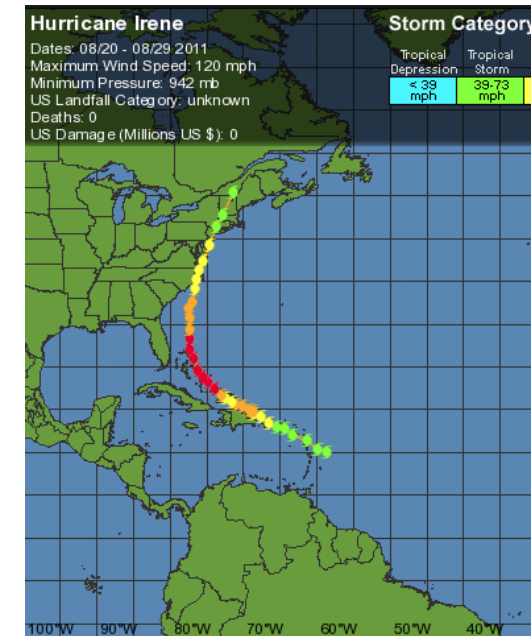 Hurricane Irene
Dates: 08/20 - 08/29 2011
Maximum Wind Speed: 120 mph
Minimum Pressure: 942 mb
US Landfall Category: unknown
Deaths: 0
US Damage (Millions US $): 0
Storm Category
Tropical Depression
Tropical Storm
< 39 mph
39-73 mph
100°W 90°W 80°W 70°W 60°W 50°W 40°W